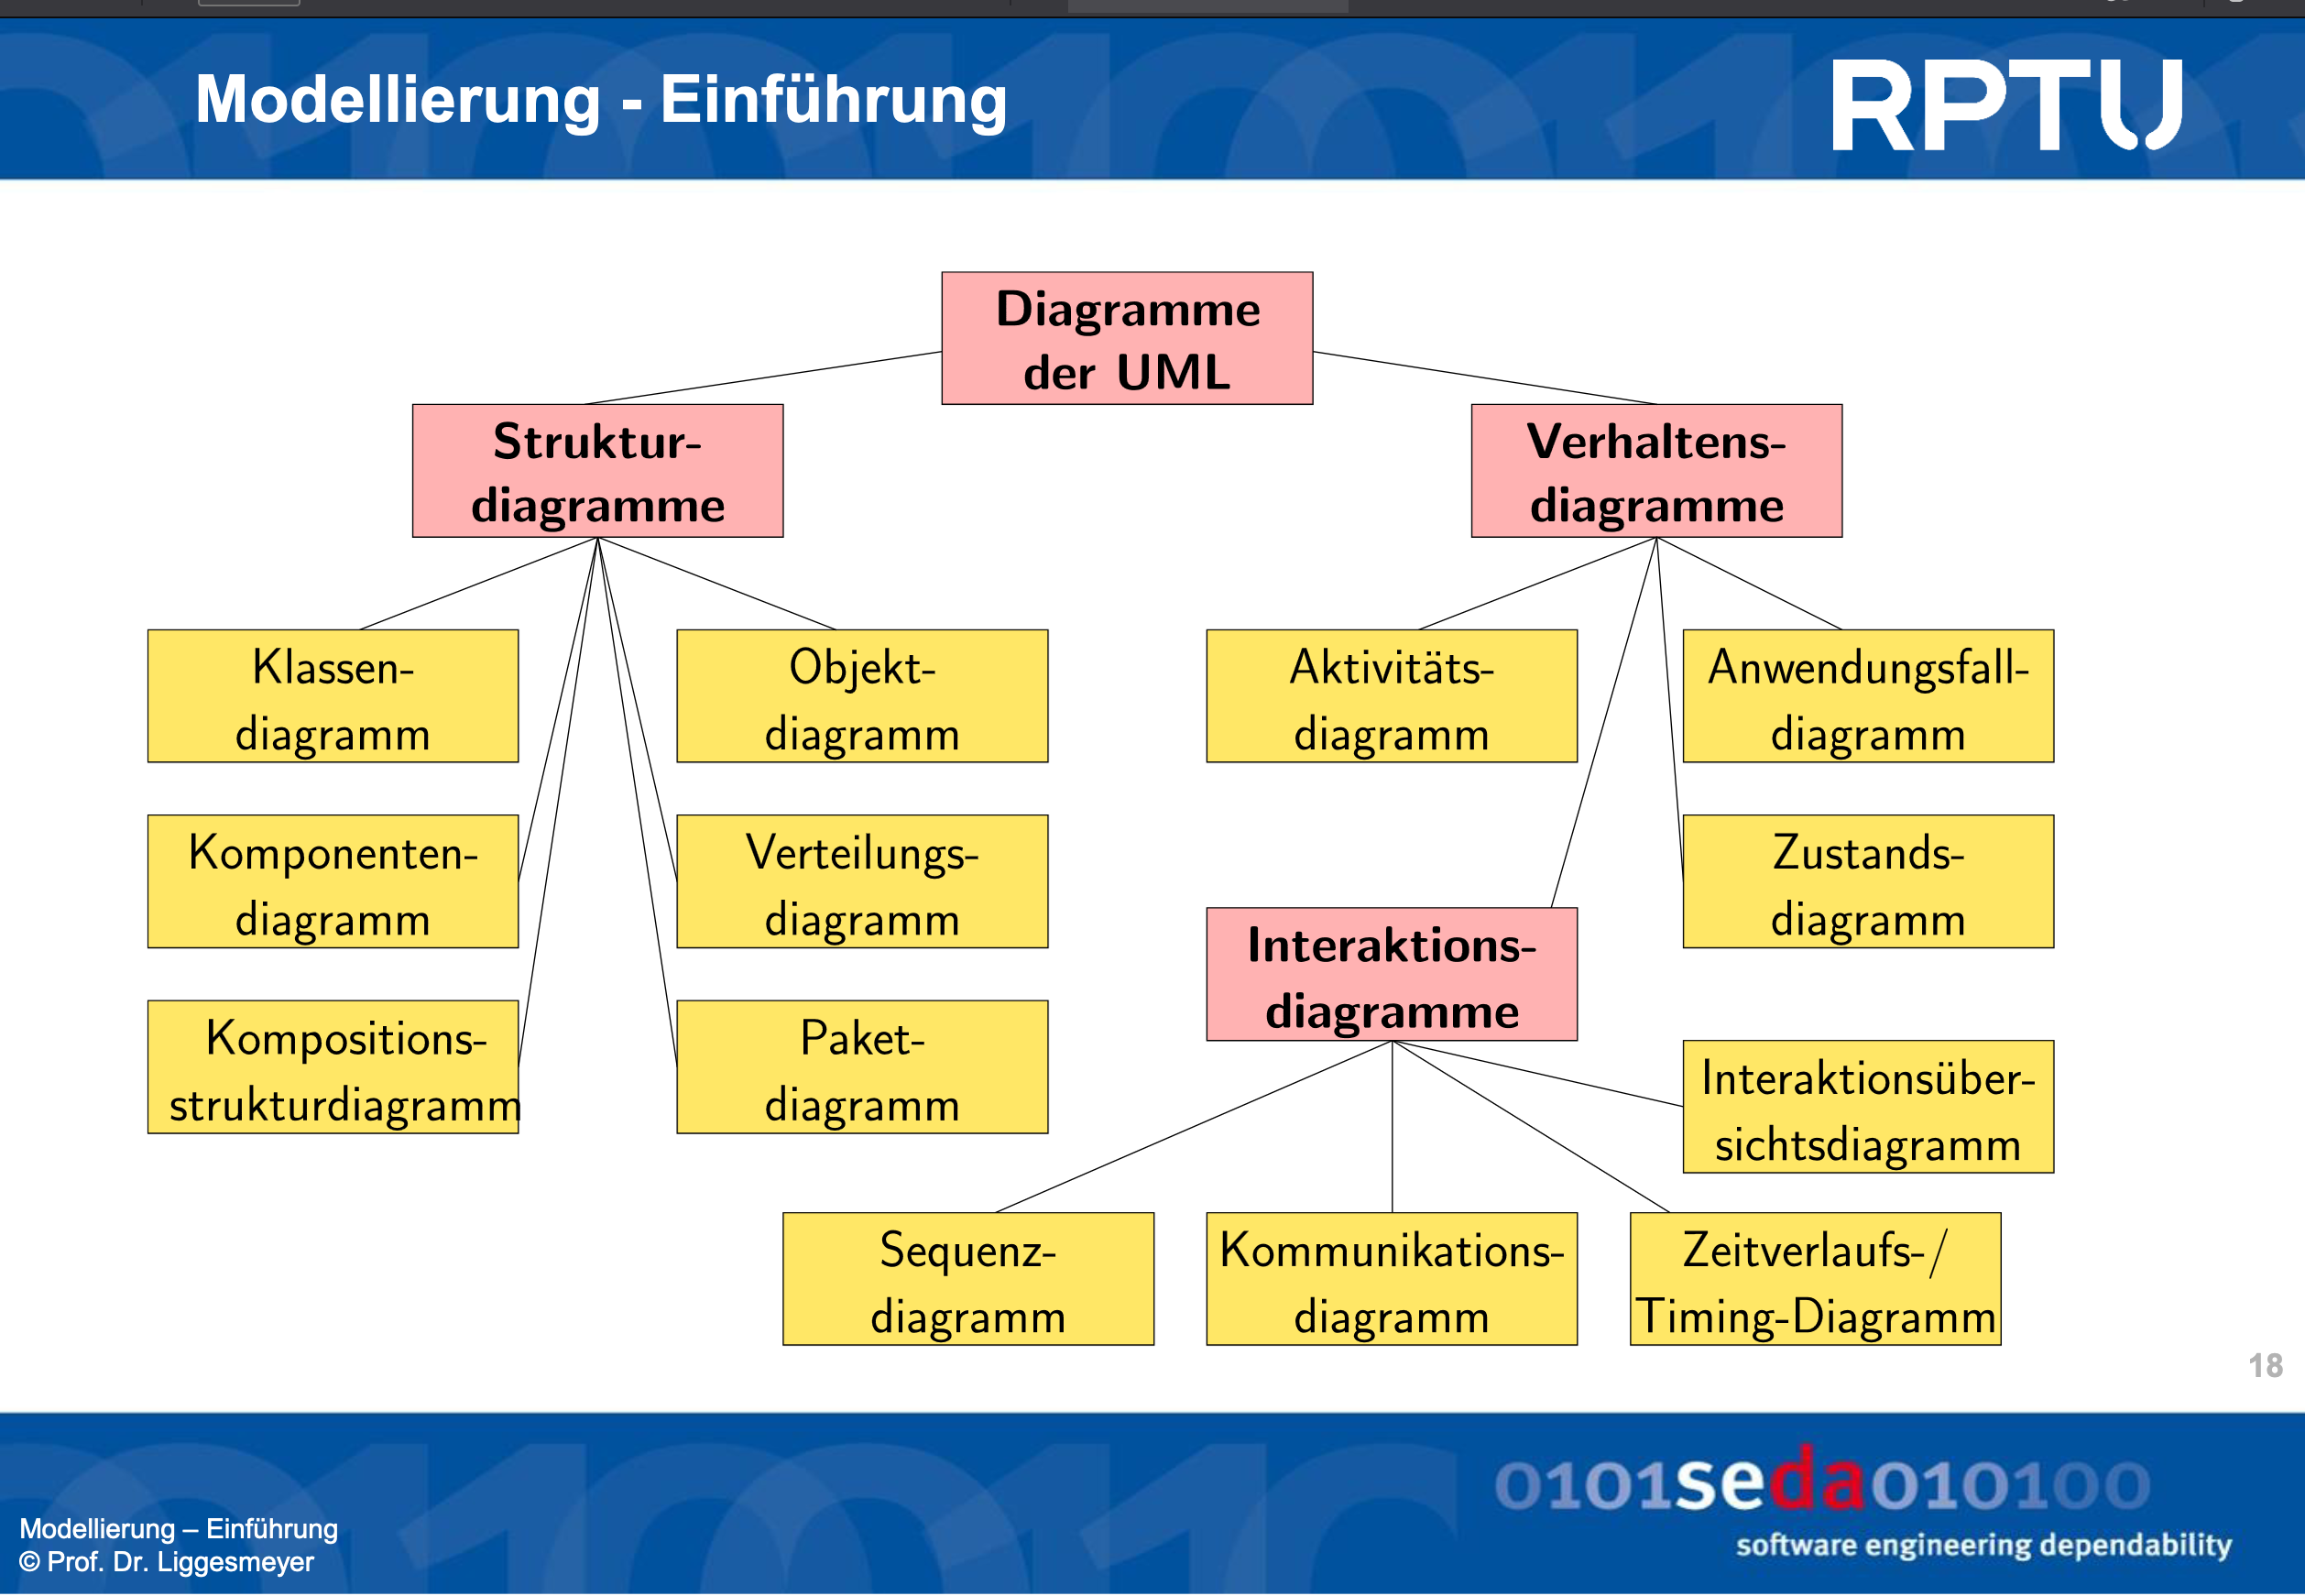 Modellierung - Einführung
RPTU
Diagramme
der UML
Struktur-
diagramme
Verhaltens-
diagramme
Klassen-
diagramm
Objekt-
diagramm
Aktivitäts-
diagramm
Anwendungsfall-
diagramm
Komponenten-
diagramm
Verteilungs-
diagramm
Zustands-
diagramm
Interaktions-
diagramme
Kompositions-
strukturdiagramm
Paket-
diagramm
Interaktionsüber-
sichtsdiagramm
Sequenz-
diagramm
Kommunikations-
diagramm
Zeitverlaufs-/
Timing-Diagramm
18
0101seda010100
software engineering dependability
Modellierung – Einführung
© Prof. Dr. Liggesmeyer